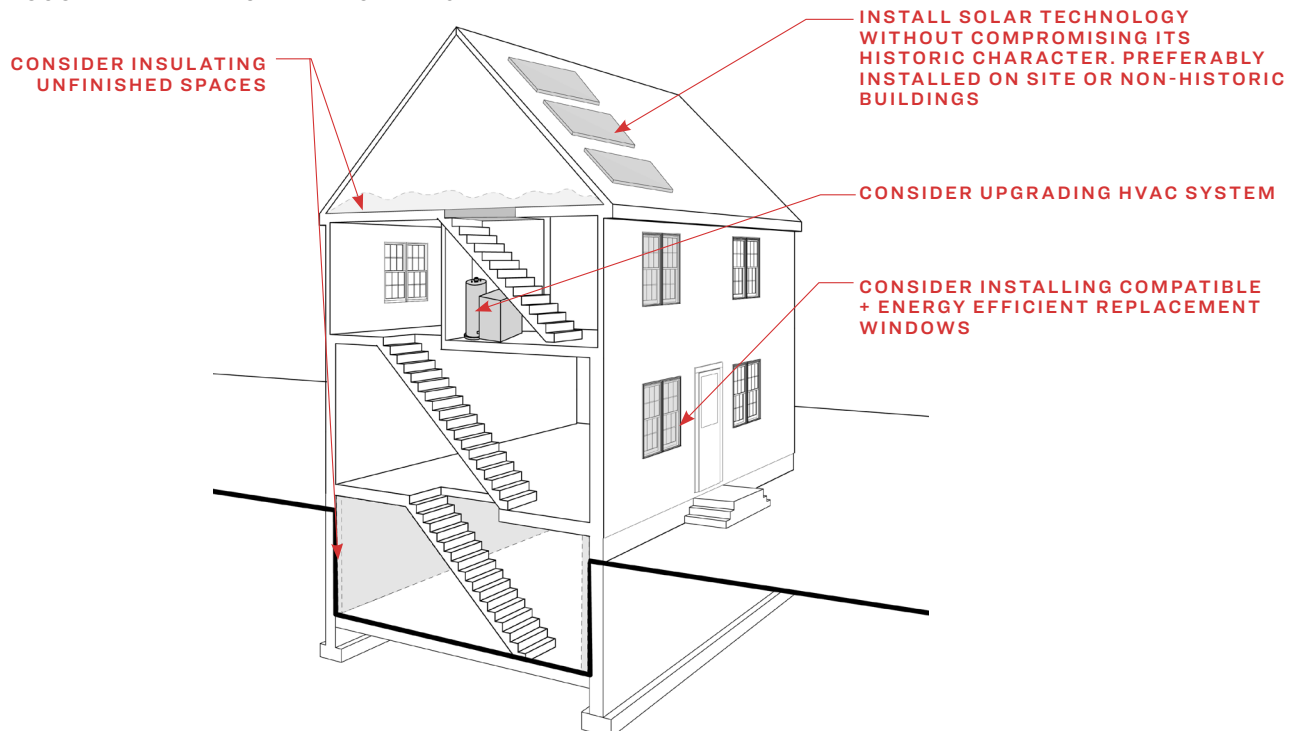 CONSIDER INSULATING
UNFINISHED SPACES
INSTALL SOLAR TECHNOLOGY
WITHOUT COMPROMISING ITS
HISTORIC CHARACTER. PREFERABLY
INSTALLED ON SITE OR NON-HISTORIC
BUILDINGS
CONSIDER UPGRADING HVAC SYSTEM
CONSIDER INSTALLING COMPATIBLE
+ ENERGY EFFICIENT REPLACEMENT
WINDOWS